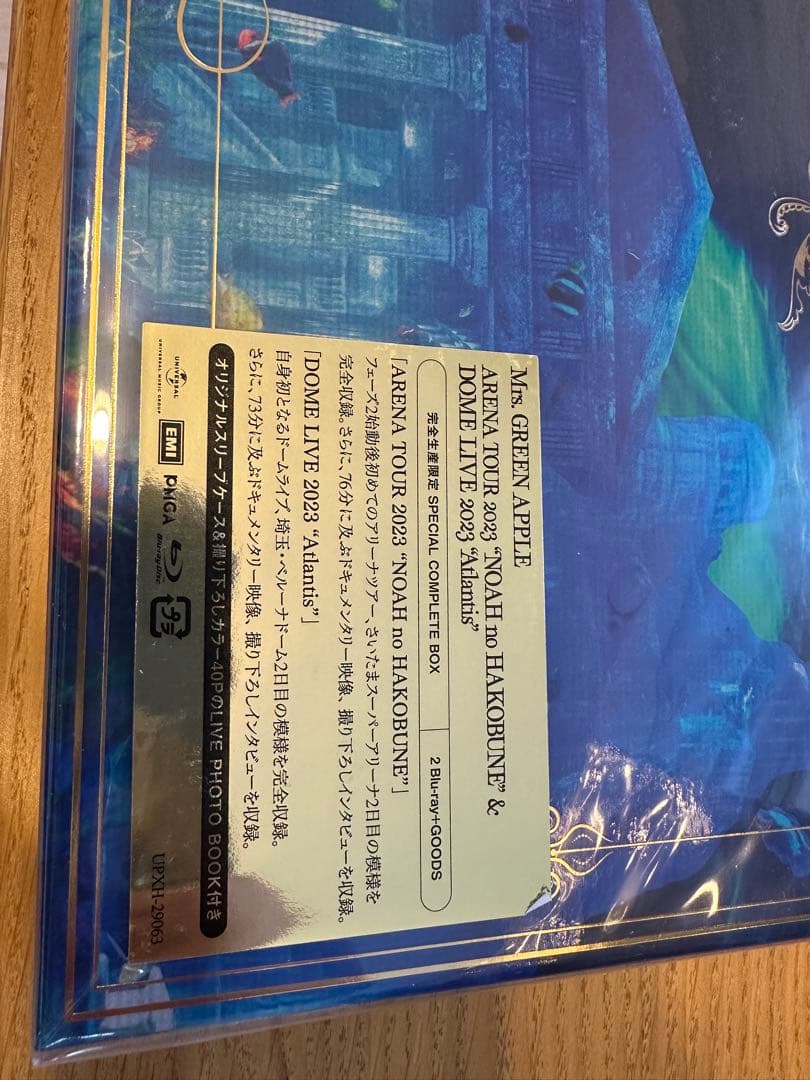 Mrs. GREEN APPLE
ARENA TOUR 2023 “NOAH no HAKOBUNE” &
DOME LIVE 2023 “Atlantis”
完全生産限定 SPECIAL COMPLETE BOX
2 Blu-ray+GOODS
「ARENA TOUR 2023 “NOAH no HAKOBUNE”」
フェーズ2始動後初めてのアリーナツアー、さいたまスーパーアリーナ2日目の模様を
完全収録。さらに、76分に及ぶドキュメンタリー映像、撮り下ろしインタビューを収録。
「DOME LIVE 2023 “Atlantis”」
自身初となるドームライブ、埼玉・ベルーナドーム2日目の模様を完全収録。
さらに、73分に及ぶドキュメンタリー映像、撮り下ろしインタビューを収録。
オリジナルスリーブケース&撮り下ろしカラー40PのLIVE PHOTO BOOK付き
UNIVERSAL
UNIVERSAL MUSIC GROUP
EMI
PMGA
Blu-ray Disc
UPXH-29063